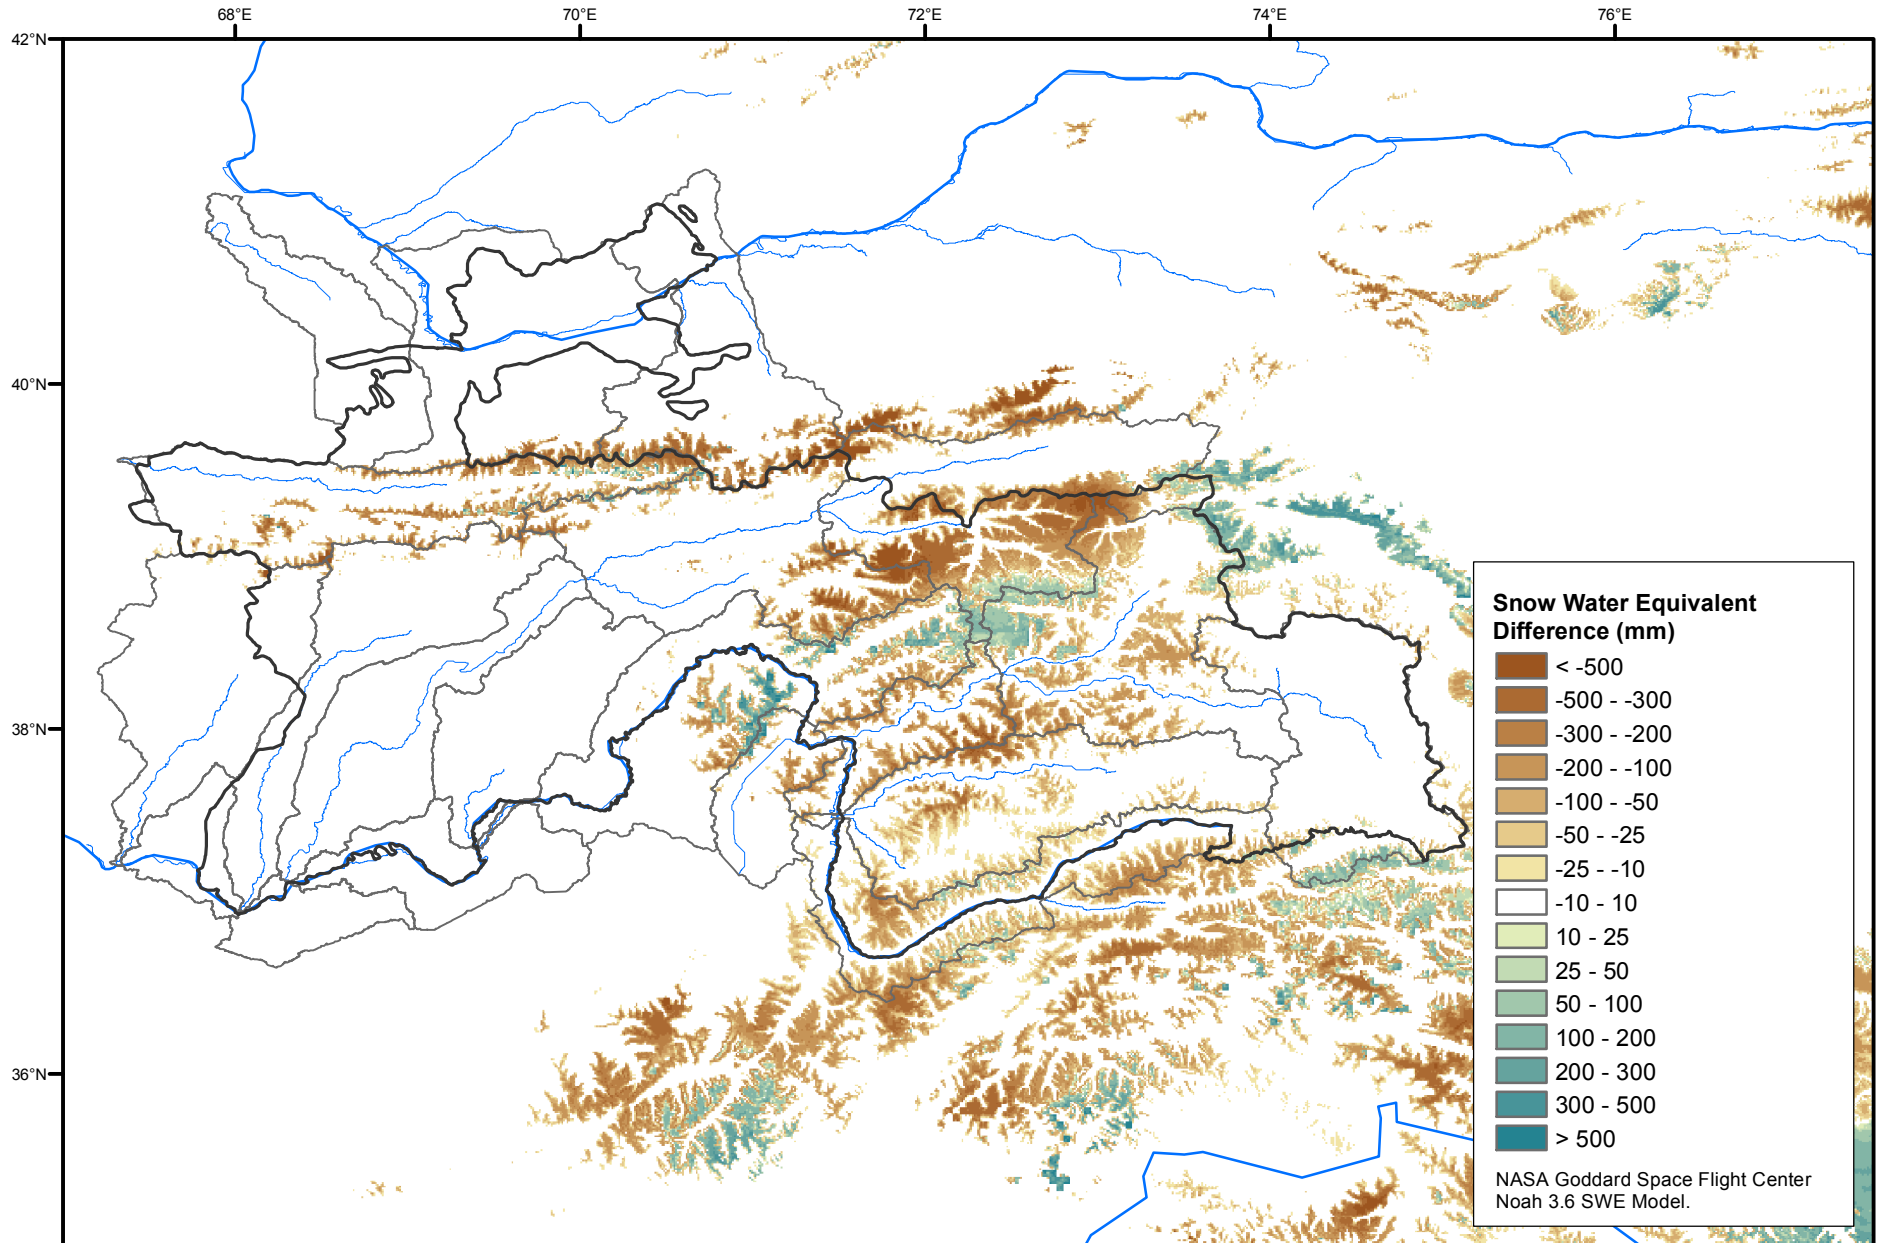 68°E
70°E
72°E
74°E
76°E
42°N
40°N
38°N
36°N
Snow Water Equivalent
Difference (mm)
< -500
-500 - -300
-300 - -200
-200 - -100
-100 - -50
-50 - -25
-25 - -10
-10 - 10
10 - 25
25 - 50
50 - 100
100 - 200
200 - 300
300 - 500
> 500
NASA Goddard Space Flight Center
Noah 3.6 SWE Model.